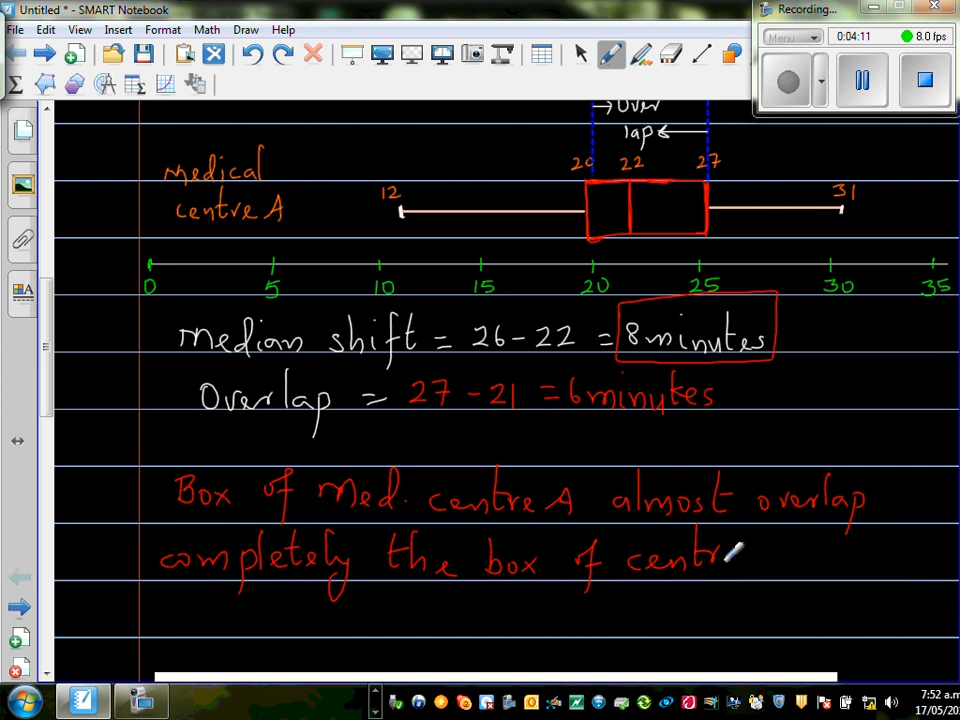 Untitled * - SMART Notebook
Recording...
File Edit View Insert Format Math Draw Help
Menu
0:04:11
8.0 fps
Over
lap
20 22 27
medical
centre A
12
31
0 5 10 15 20 25 30 35
Median shift = 26 - 22 = 8 minutes
Overlap = 27 - 21 = 6 minutes
Box of Med. centre A almost overlap
completely the box of centr
7:52 a.m
17/05/20